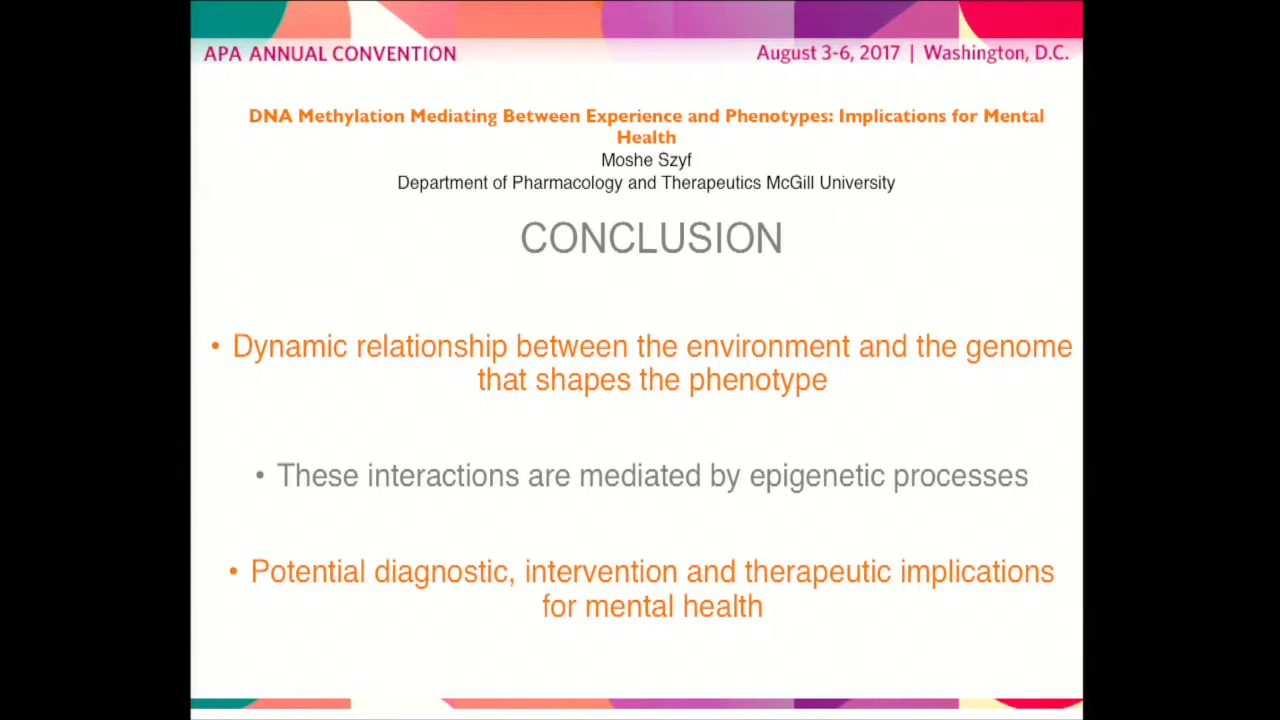 APA ANNUAL CONVENTION
August 3-6, 2017 | Washington, D.C.
DNA Methylation Mediating Between Experience and Phenotypes: Implications for Mental
Health
Moshe Szyf
Department of Pharmacology and Therapeutics McGill University
CONCLUSION
• Dynamic relationship between the environment and the genome
that shapes the phenotype
• These interactions are mediated by epigenetic processes
• Potential diagnostic, intervention and therapeutic implications
for mental health